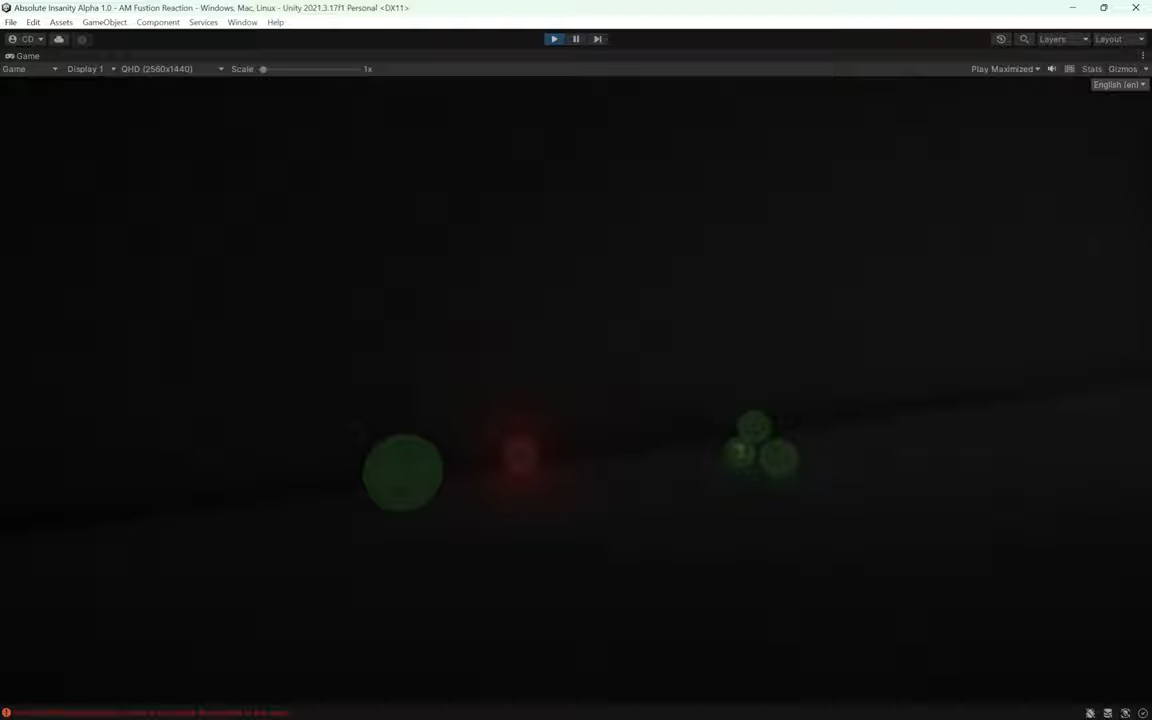 Absolute Insanity Alpha 1.0 - AM Fustion Reaction - Windows, Mac, Linux - Unity 2021.3.17f1 Personal <DX11>
File Edit Assets GameObject Component Services Window Help
CD Layers Layout
Game
Game Display 1 QHD (2560x1440) Scale 1x Play Maximized Stats Gizmos
English (en)